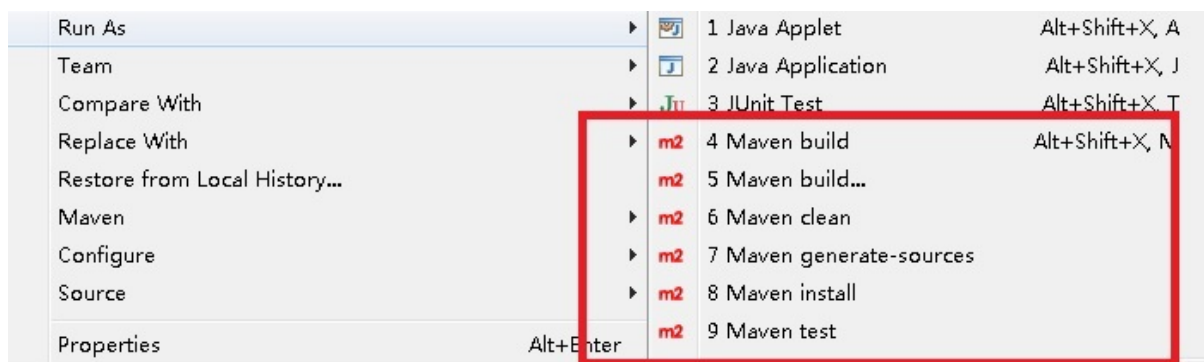 Run As
Team
Compare With
Replace With
Restore from Local History...
Maven
Configure
Source
Properties Alt+Enter
1 Java Applet Alt+Shift+X, A
2 Java Application Alt+Shift+X, J
Ju 3 JUnit Test Alt+Shift+X, T
m2 4 Maven build Alt+Shift+X,
m2 5 Maven build...
m2 6 Maven clean
m2 7 Maven generate-sources
m2 8 Maven install
m2 9 Maven test